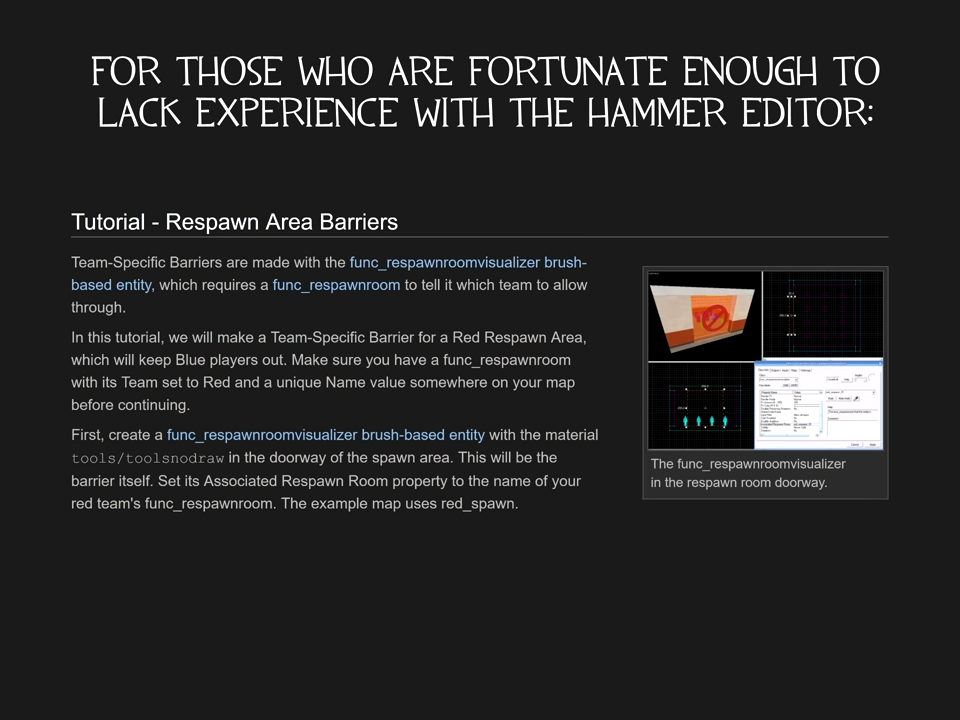 FOR THOSE WHO ARE FORTUNATE ENOUGH TO
LACK EXPERIENCE WITH THE HAMMER EDITOR:
Tutorial - Respawn Area Barriers
Team-Specific Barriers are made with the func_respawnroomvisualizer brush-
based entity, which requires a func_respawnroom to tell it which team to allow
through.
In this tutorial, we will make a Team-Specific Barrier for a Red Respawn Area,
which will keep Blue players out. Make sure you have a func_respawnroom
with its Team set to Red and a unique Name value somewhere on your map
before continuing.
First, create a func_respawnroomvisualizer brush-based entity with the material
tools/toolsnodraw in the doorway of the spawn area. This will be the
barrier itself. Set its Associated Respawn Room property to the name of your
red team's func_respawnroom. The example map uses red_spawn.
The func_respawnroomvisualizer
in the respawn room doorway.